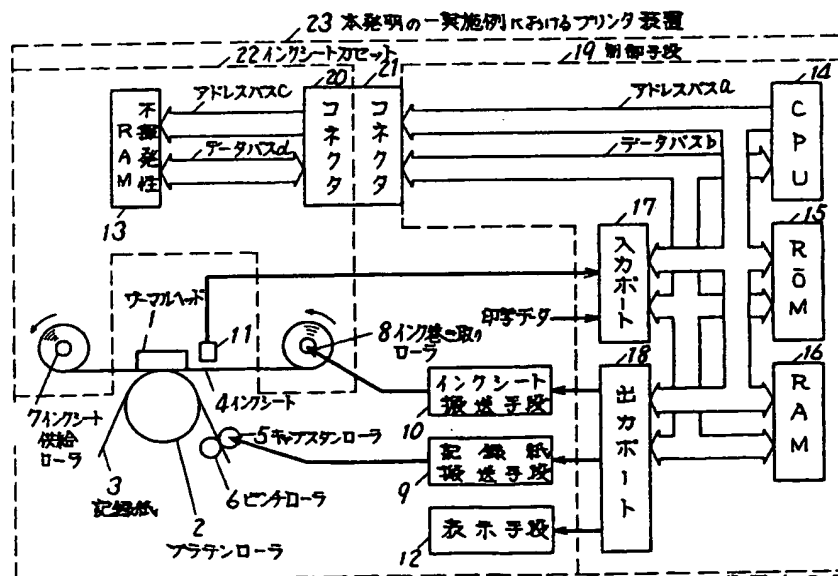 23 本発明の一実施例におけるプリンタ装置
22 インクシートカセット
19 制御手段
20
21
14
アドレスバスc
アドレスバスa
不揮発性RAM
コネクタ
コネクタ
CPU
データバスd
データバスb
13
17
15
入力ポート
ROM
サーマルヘッド
11
8 インク巻き取りローラ
印字データ
18
16
4 インクシート
インクシート搬送手段
出力ポート
RAM
7 インクシート供給ローラ
10
5 キャプスタンローラ
記録紙搬送手段
6 ピンチローラ
9
3
記録紙
2
プラテンローラ
表示手段
12